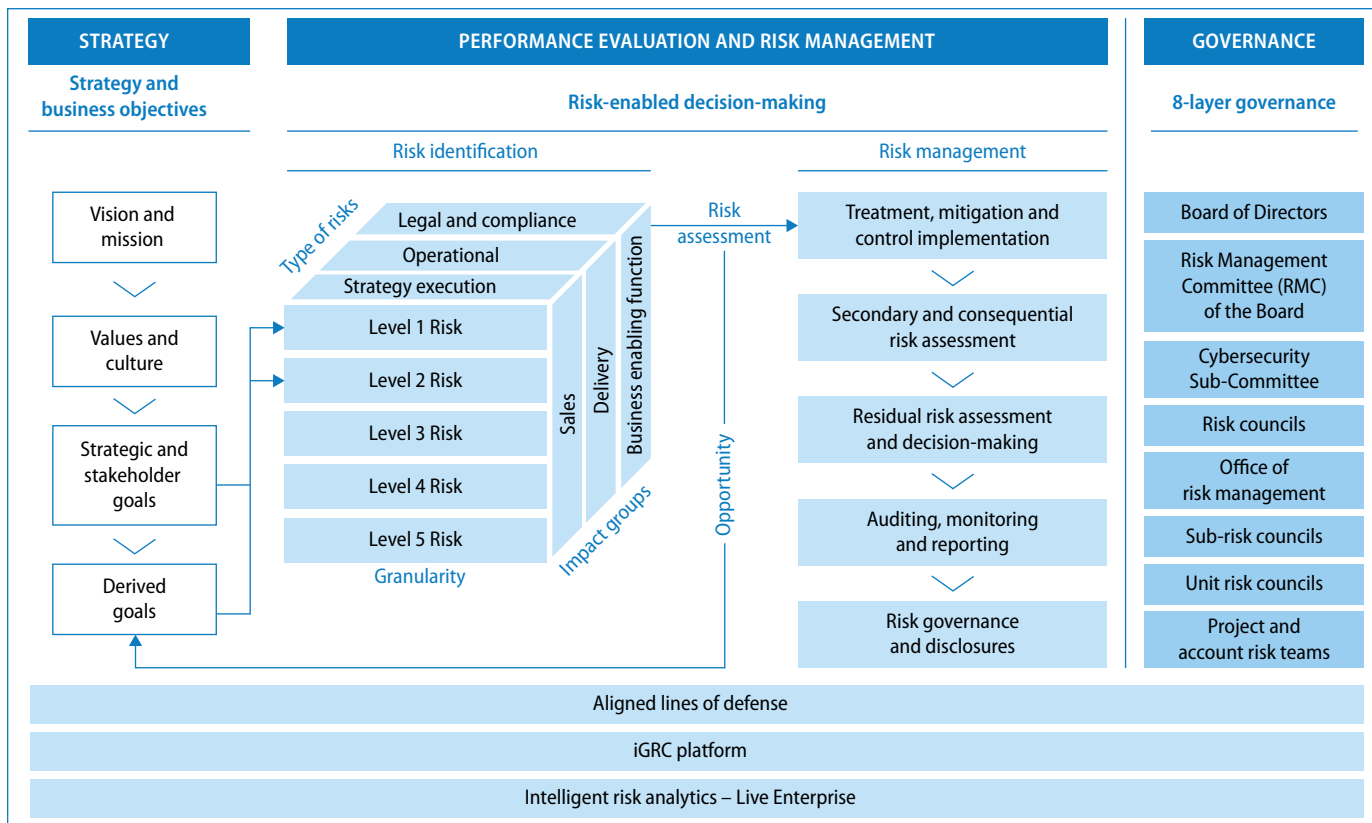 STRATEGY
Strategy and
business objectives
Vision and
mission
Values and
culture
Strategic and
stakeholder
goals
Derived
goals
PERFORMANCE EVALUATION AND RISK MANAGEMENT
Risk-enabled decision-making
Risk identification
Type of risks
Legal and compliance
Operational
Strategy execution
Level 1 Risk
Level 2 Risk
Level 3 Risk
Level 4 Risk
Level 5 Risk
Granularity
Sales
Delivery
Business enabling function
Impact groups
Risk
assessment
Opportunity
Risk management
Treatment, mitigation and
control implementation
Secondary and consequential
risk assessment
Residual risk assessment
and decision-making
Auditing, monitoring
and reporting
Risk governance
and disclosures
GOVERNANCE
8-layer governance
Board of Directors
Risk Management
Committee (RMC)
of the Board
Cybersecurity
Sub-Committee
Risk councils
Office of
risk management
Sub-risk councils
Unit risk councils
Project and
account risk teams
Aligned lines of defense
iGRC platform
Intelligent risk analytics – Live Enterprise